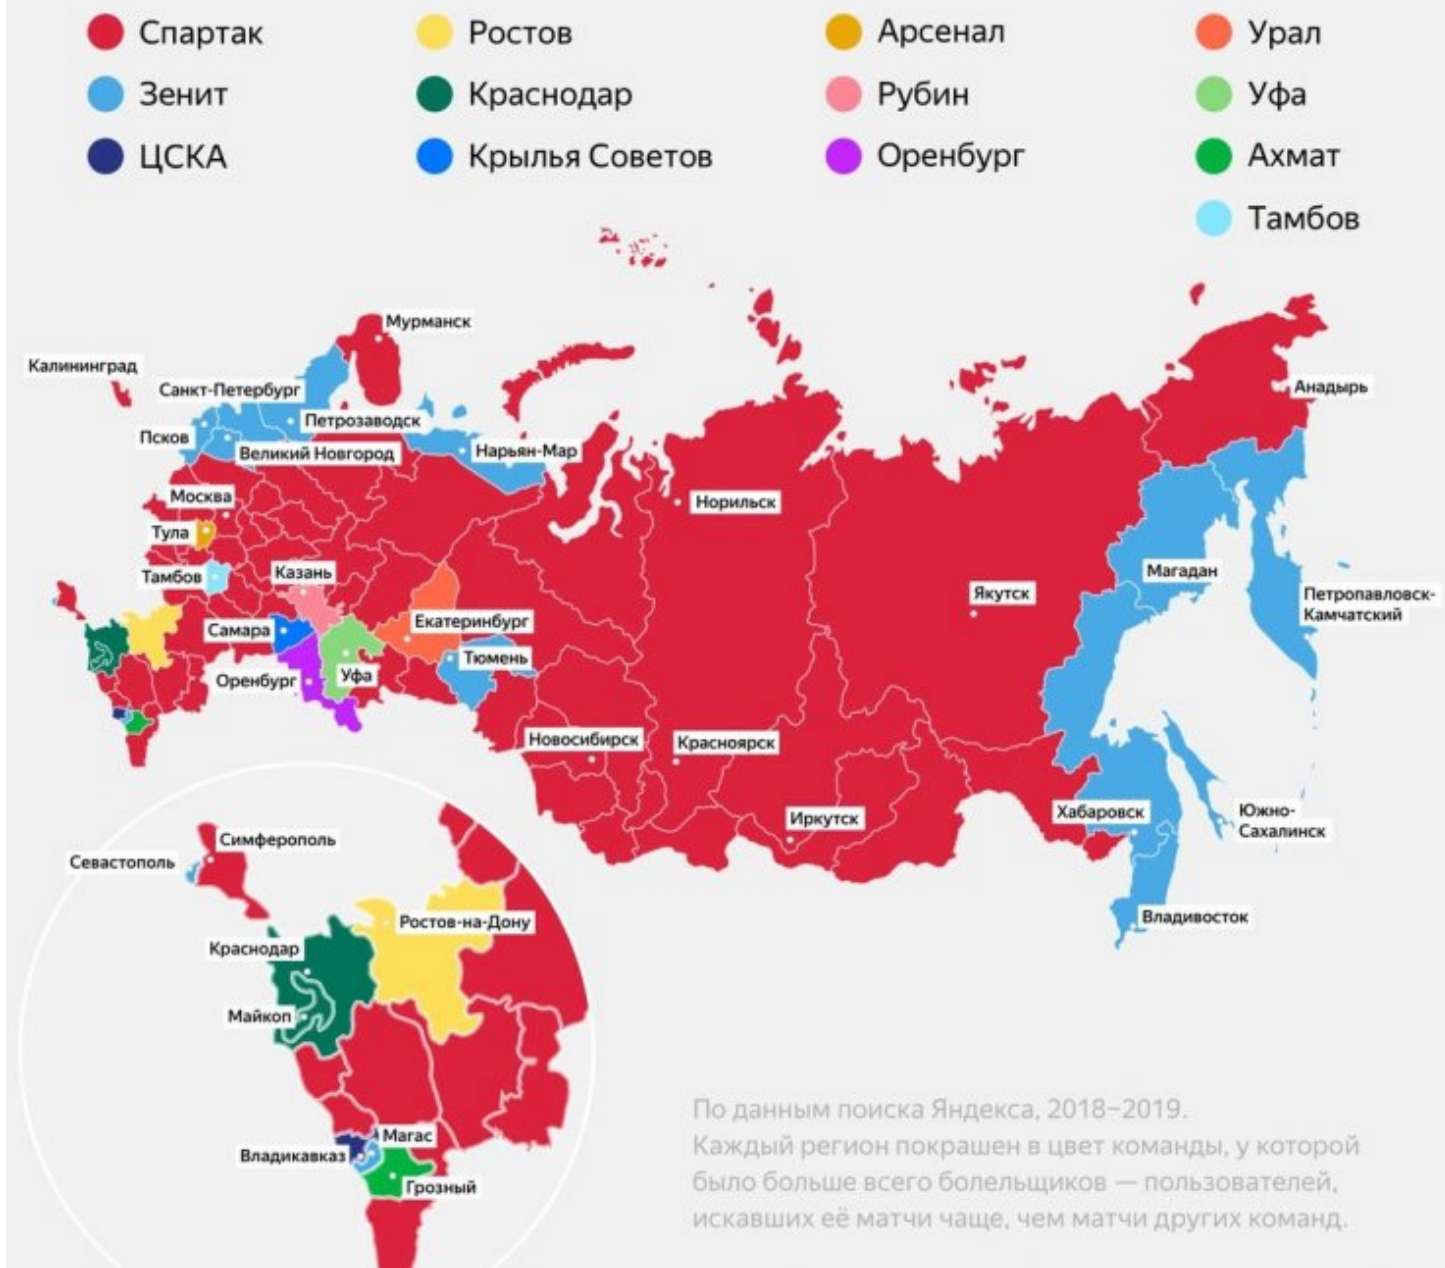 Спартак
Зенит
ЦСКА
Ростов
Краснодар
Крылья Советов
Арсенал
Рубин
Оренбург
Урал
Уфа
Ахмат
Тамбов
Мурманск
Калининград
Санкт-Петербург
Петрозаводск
Псков
Великий Новгород
Нарьян-Мар
Анадырь
Москва
Норильск
Тула
Тамбов
Казань
Магадан
Якутск
Петропавловск-
Камчатский
Самара
Екатеринбург
Тюмень
Оренбург
Уфа
Новосибирск
Красноярск
Иркутск
Хабаровск
Южно-
Сахалинск
Владивосток
Симферополь
Севастополь
Ростов-на-Дону
Краснодар
Майкоп
Магас
Владикавказ
Грозный
По данным поиска Яндекса, 2018–2019.
Каждый регион покрашен в цвет команды, у которой
было больше всего болельщиков — пользователей,
искавших её матчи чаще, чем матчи других команд.